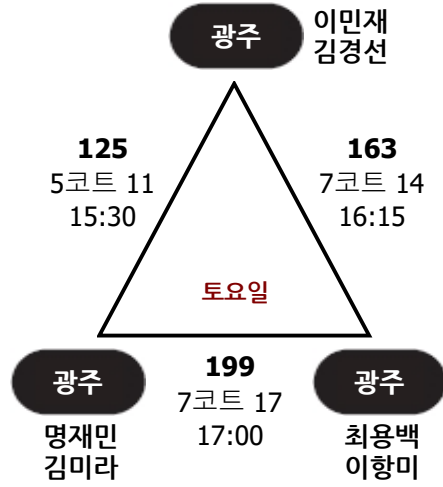 광주
이민재
김경선
125
5코트 11
15:30
163
7코트 14
16:15
토요일
광주
명재민
김미라
199
7코트 17
17:00
광주
최용백
이항미